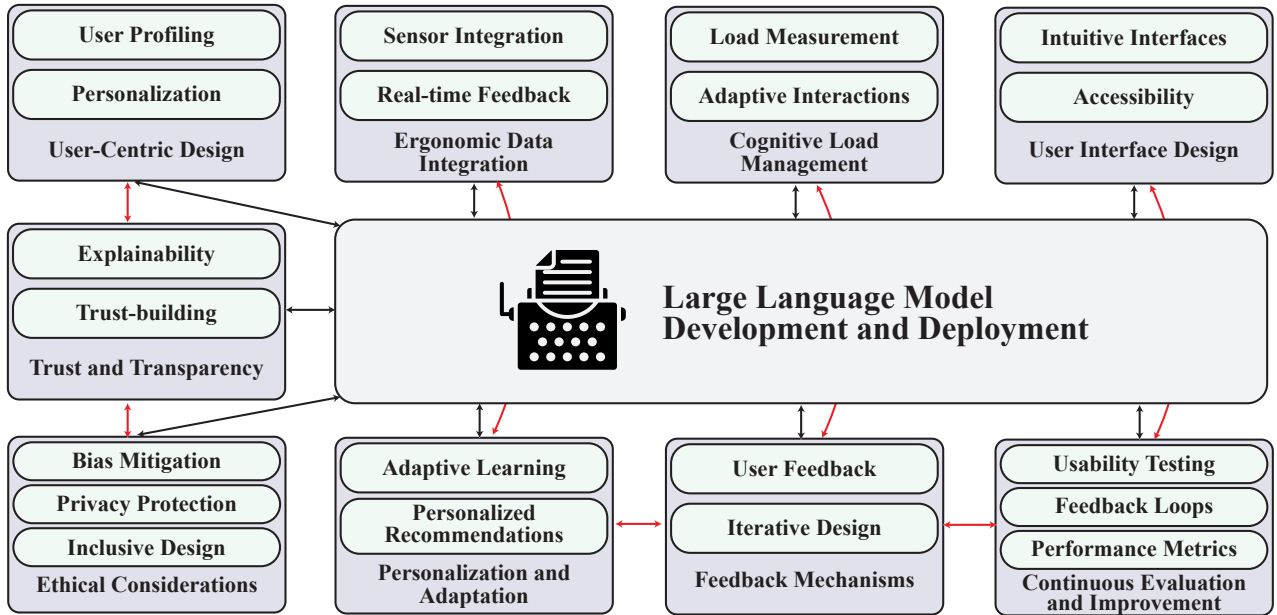 User Profiling
Personalization
User-Centric Design
Sensor Integration
Real-time Feedback
Ergonomic Data
Integration
Load Measurement
Adaptive Interactions
Cognitive Load
Management
Intuitive Interfaces
Accessibility
User Interface Design
Explainability
Trust-building
Trust and Transparency
Large Language Model
Development and Deployment
Bias Mitigation
Privacy Protection
Inclusive Design
Ethical Considerations
Adaptive Learning
Personalized
Recommendations
Personalization and
Adaptation
User Feedback
Iterative Design
Feedback Mechanisms
Usability Testing
Feedback Loops
Performance Metrics
Continuous Evaluation
and Improvement